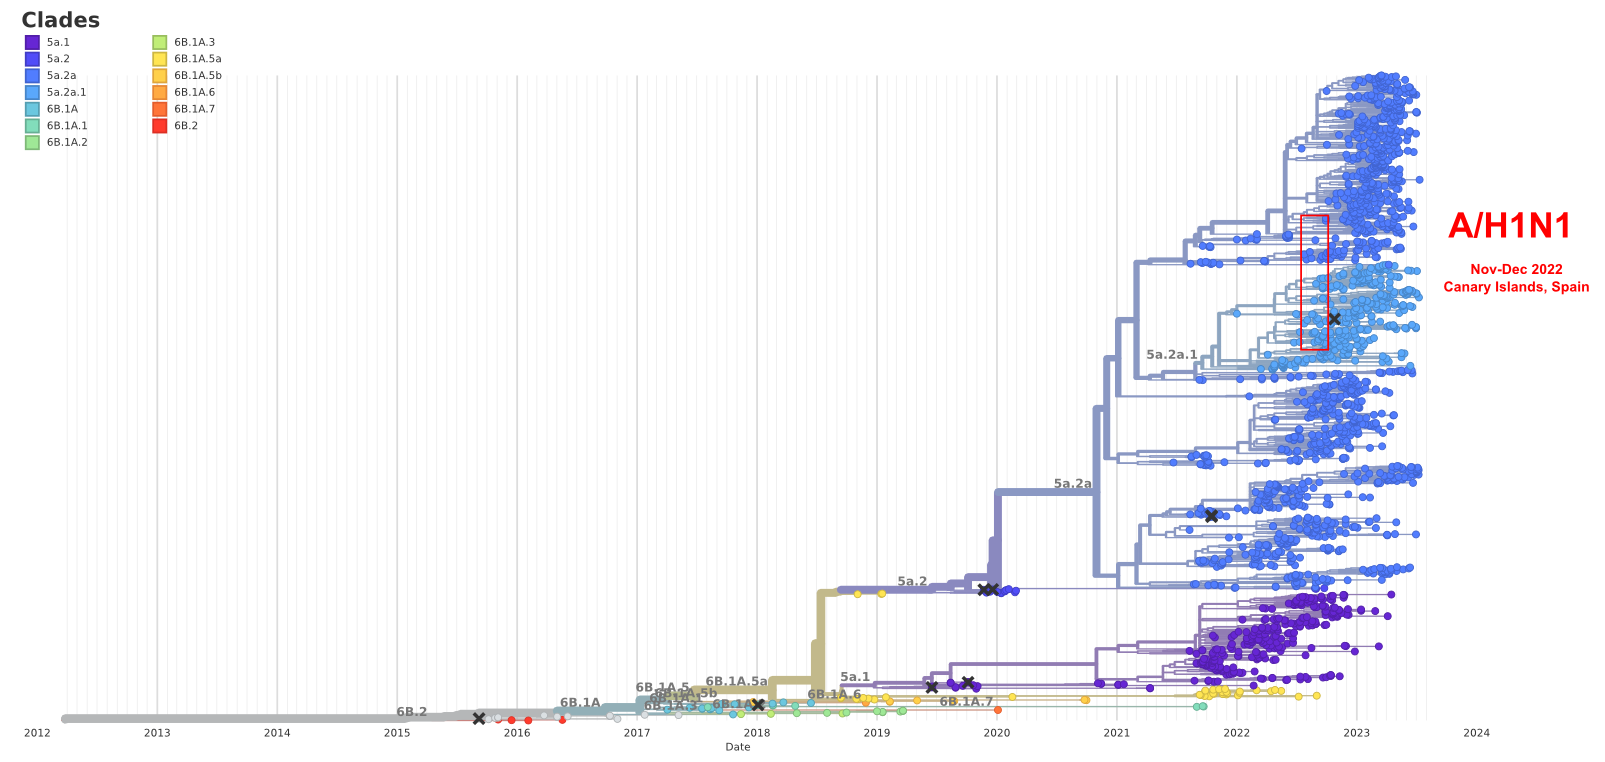 Clades
5a.1
5a.2
5a.2a
5a.2a.1
6B.1A
6B.1A.1
6B.1A.2
6B.1A.3
6B.1A.5a
6B.1A.5b
6B.1A.6
6B.1A.7
6B.2
A/H1N1
Nov-Dec 2022
Canary Islands, Spain
5a.2a.1
5a.2a
5a.2
5a.1
6B.1A.5a
6B.1A.6
6B.1A.7
6B.1A
6B.2
2012 2013 2014 2015 2016 2017 2018 2019 2020 2021 2022 2023 2024
Date